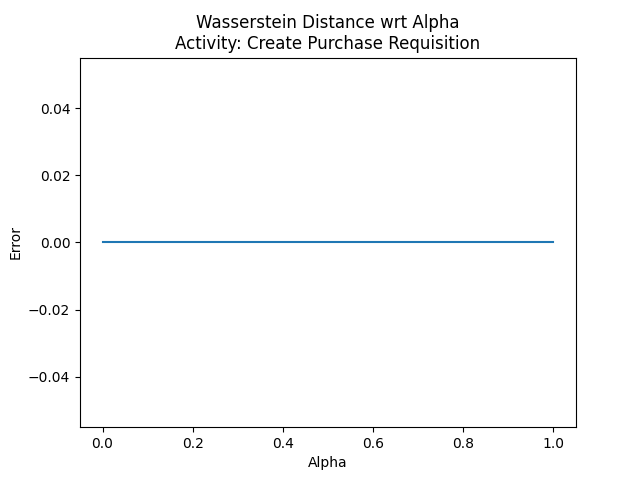 Wasserstein Distance wrt Alpha
Activity: Create Purchase Requisition
Error
0.04
0.02
0.00
−0.02
−0.04
0.0 0.2 0.4 0.6 0.8 1.0
Alpha